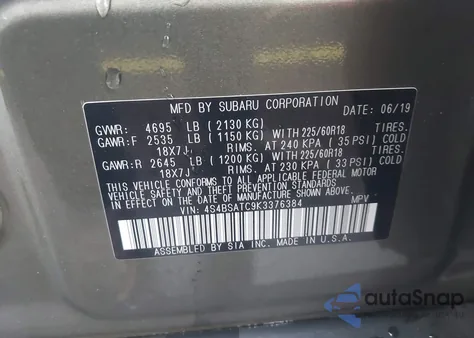 MFD BY SUBARU CORPORATION DATE 06/19
GVWR: 4695 LB (2130 KG)
GAWR:F 2535 LB (1150 KG) WITH 225/60R18
18X7J RIMS. AT 240 KPA (35 PSI) COLD
GAWR:R 2645 LB (1200 KG) WITH 225/60R18
18X7J RIMS. AT 230 KPA (33 PSI) COLD
THIS VEHICLE CONFORMS TO ALL APPLICABLE FEDERAL MOTOR
VEHICLE SAFETY, BUMPER, AND THEFT PREVENTION STANDARDS
IN EFFECT ON THE DATE OF MANUFACTURE SHOWN ABOVE.
VIN: 4S4BSATC9K3376384 MPV
ASSEMBLED BY SIA INC. MADE IN U.S.A.
autoSnap